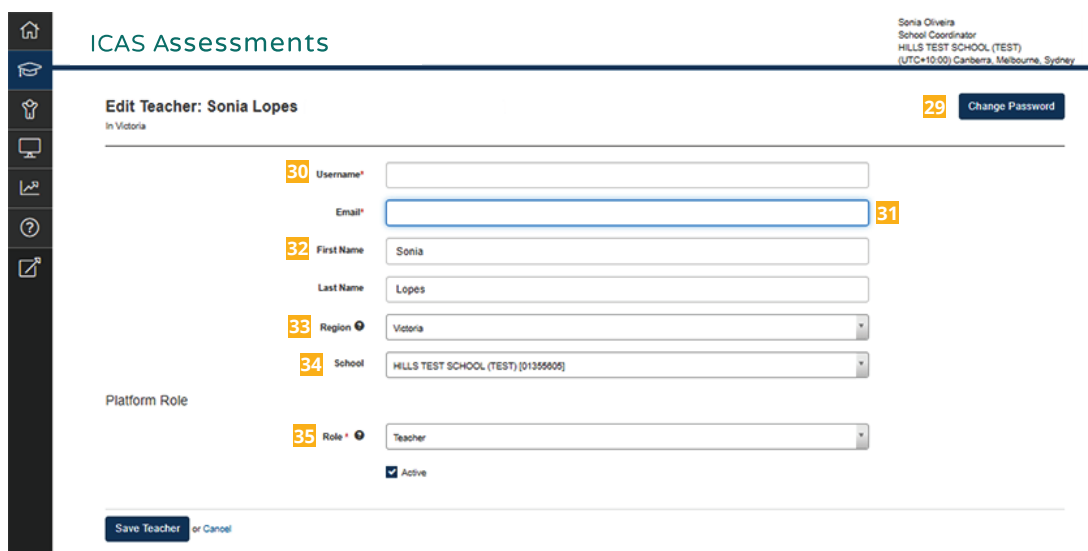 ICAS Assessments
Sonia Oliveira
School Coordinator
HILLS TEST SCHOOL (TEST)
(UTC+10:00) Canberra, Melbourne, Sydney
Edit Teacher: Sonia Lopes
In Victoria
29 Change Password
30 Username*
Email* 31
32 First Name Sonia
Last Name Lopes
33 Region ? Victoria
34 School HILLS TEST SCHOOL (TEST) [01355605]
Platform Role
35 Role * ? Teacher
Active
Save Teacher or Cancel